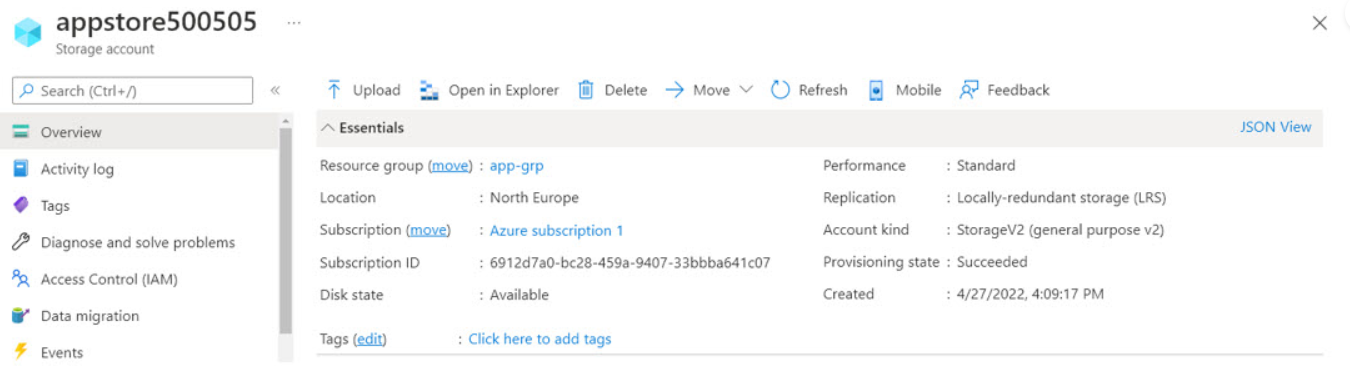 appstore500505 ...
Storage account
Search (Ctrl+/)
Upload Open in Explorer Delete Move Refresh Mobile Feedback
Overview
Activity log
Tags
Diagnose and solve problems
Access Control (IAM)
Data migration
Events
Essentials JSON View
Resource group (move) : app-grp
Location : North Europe
Subscription (move) : Azure subscription 1
Subscription ID : 6912d7a0-bc28-459a-9407-33bbba641c07
Disk state : Available
Tags (edit) : Click here to add tags
Performance : Standard
Replication : Locally-redundant storage (LRS)
Account kind : StorageV2 (general purpose v2)
Provisioning state : Succeeded
Created : 4/27/2022, 4:09:17 PM